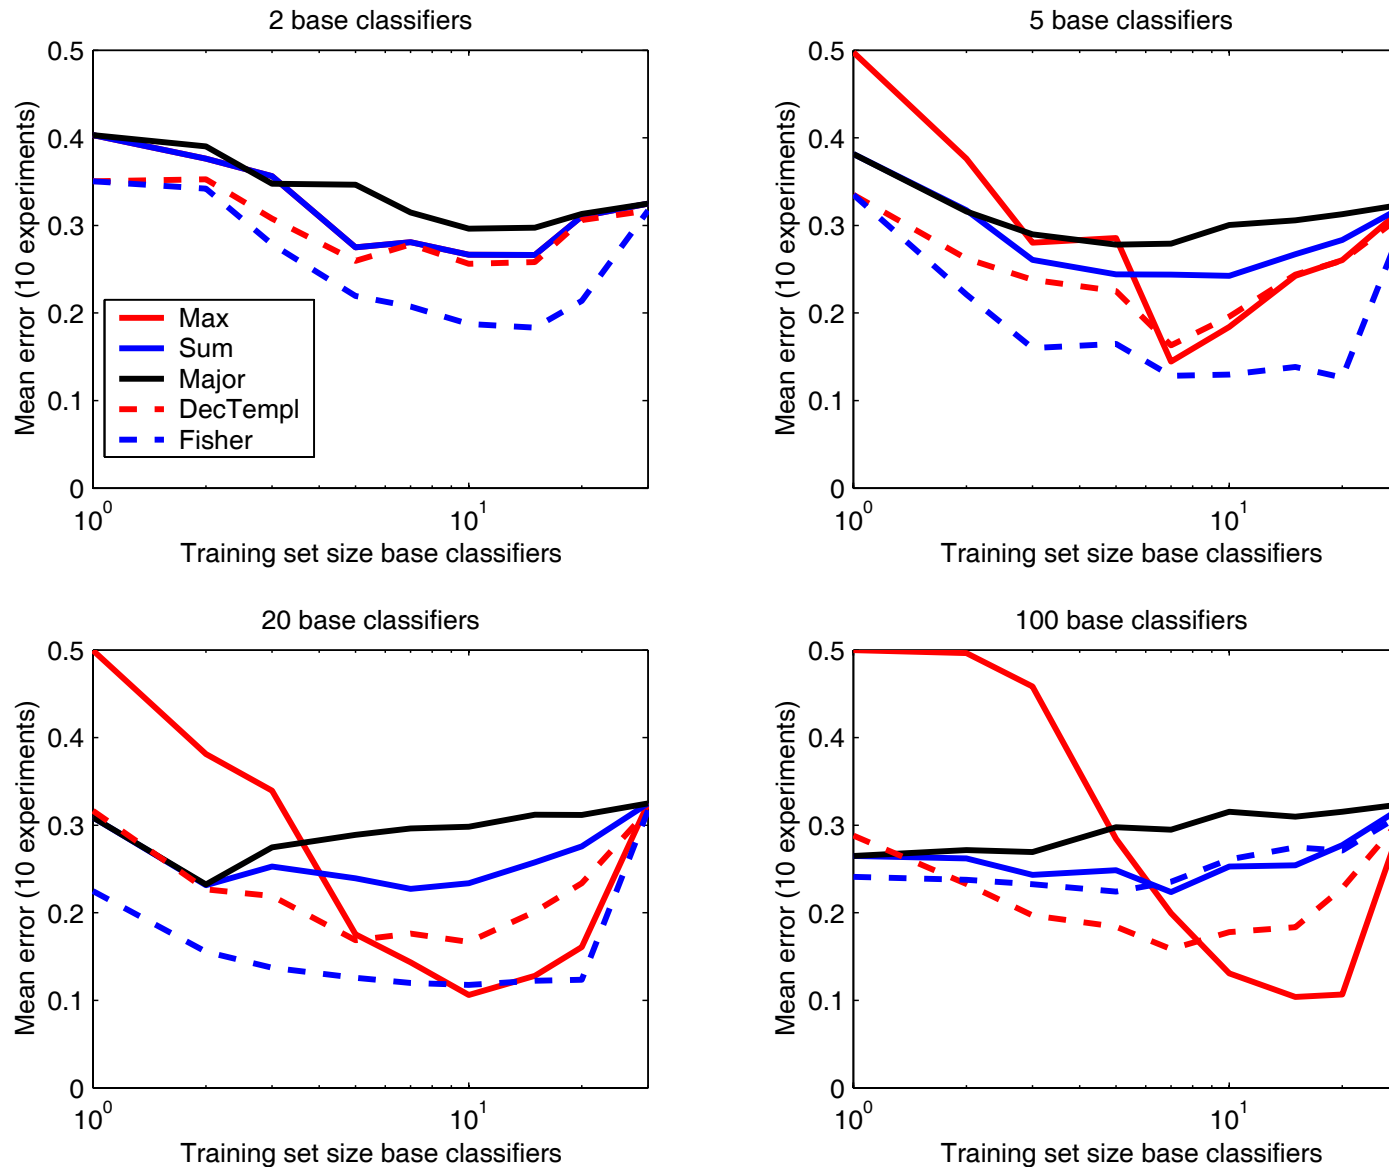 2 base classifiers
0.5
0.4
0.3
0.2
0.1
0
Mean error (10 experiments)
Max
Sum
Major
DecTempl
Fisher
10^0
10^1
Training set size base classifiers
5 base classifiers
0.5
0.4
0.3
0.2
0.1
0
Mean error (10 experiments)
10^0
10^1
Training set size base classifiers
20 base classifiers
0.5
0.4
0.3
0.2
0.1
0
Mean error (10 experiments)
10^0
10^1
Training set size base classifiers
100 base classifiers
0.5
0.4
0.3
0.2
0.1
0
Mean error (10 experiments)
10^0
10^1
Training set size base classifiers